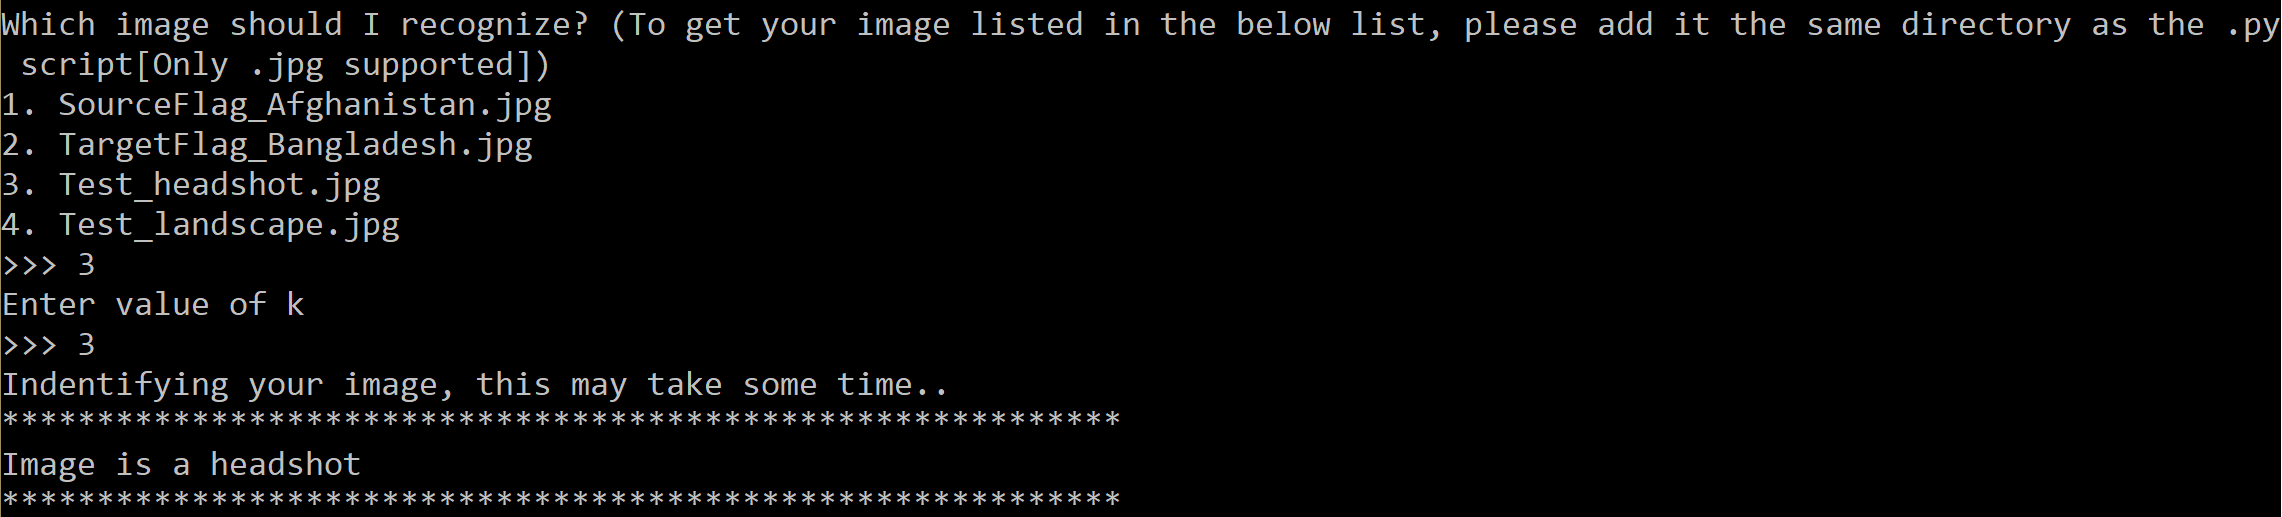 Which image should I recognize? (To get your image listed in the below list, please add it the same directory as the .py
 script[Only .jpg supported])
1. SourceFlag_Afghanistan.jpg
2. TargetFlag_Bangladesh.jpg
3. Test_headshot.jpg
4. Test_landscape.jpg
>>> 3
Enter value of k
>>> 3
Indentifying your image, this may take some time..
***********************************************************
Image is a headshot
***********************************************************